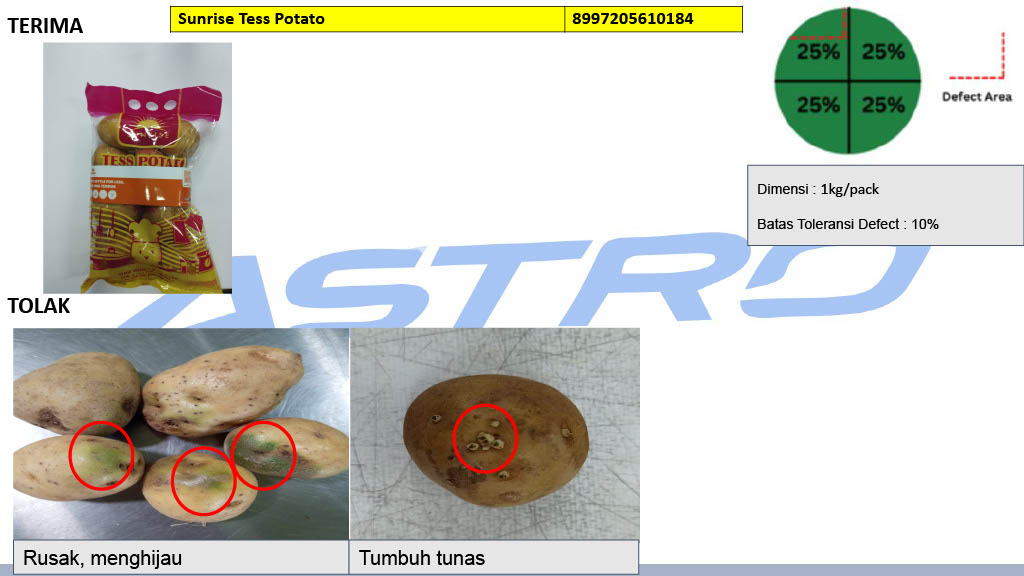 TERIMA
Sunrise Tess Potato
8997205610184
25% 25%
25% 25%
Defect Area
TESS POTATO
Dimensi : 1kg/pack
Batas Toleransi Defect : 10%
ASTRO
TOLAK
Rusak, menghijau
Tumbuh tunas